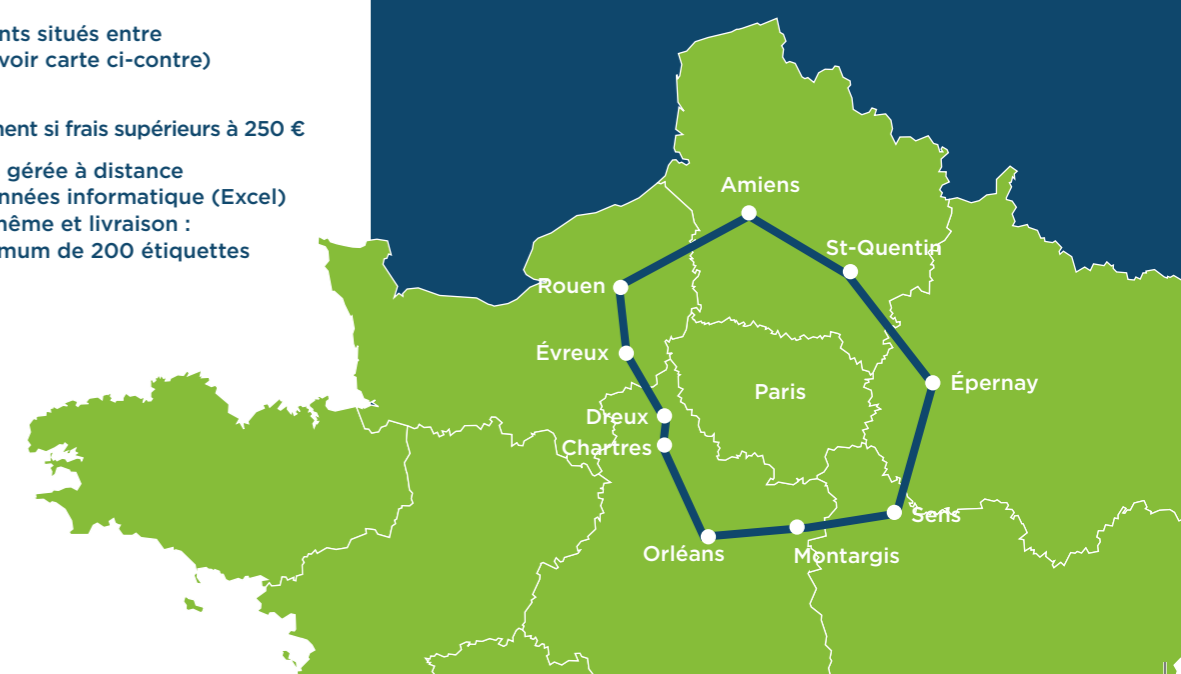 nts situés entre
voir carte ci-contre)
nent si frais supérieurs à 250 €
gérée à distance
nnées informatique (Excel)
nême et livraison :
mum de 200 étiquettes
Amiens
St-Quentin
Rouen
Évreux
Épernay
Paris
Dreux
Chartres
Sens
Orléans
Montargis